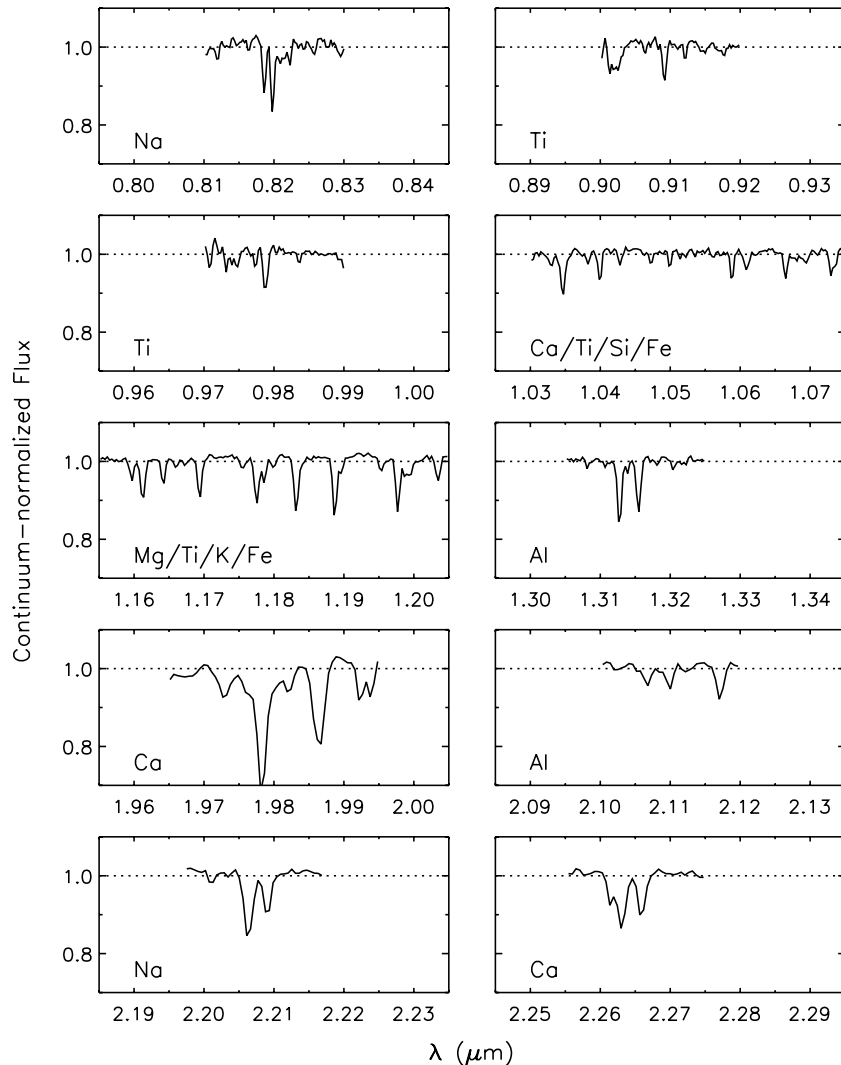 1.0
0.8
Na
0.80 0.81 0.82 0.83 0.84
Ti
0.89 0.90 0.91 0.92 0.93
1.0
0.8
Ti
0.96 0.97 0.98 0.99 1.00
Ca/Ti/Si/Fe
1.03 1.04 1.05 1.06 1.07
1.0
0.8
Mg/Ti/K/Fe
1.16 1.17 1.18 1.19 1.20
Al
1.30 1.31 1.32 1.33 1.34
1.0
0.8
Ca
1.96 1.97 1.98 1.99 2.00
Al
2.09 2.10 2.11 2.12 2.13
1.0
0.8
Na
2.19 2.20 2.21 2.22 2.23
Ca
2.25 2.26 2.27 2.28 2.29
Continuum-normalized Flux
λ (μm)